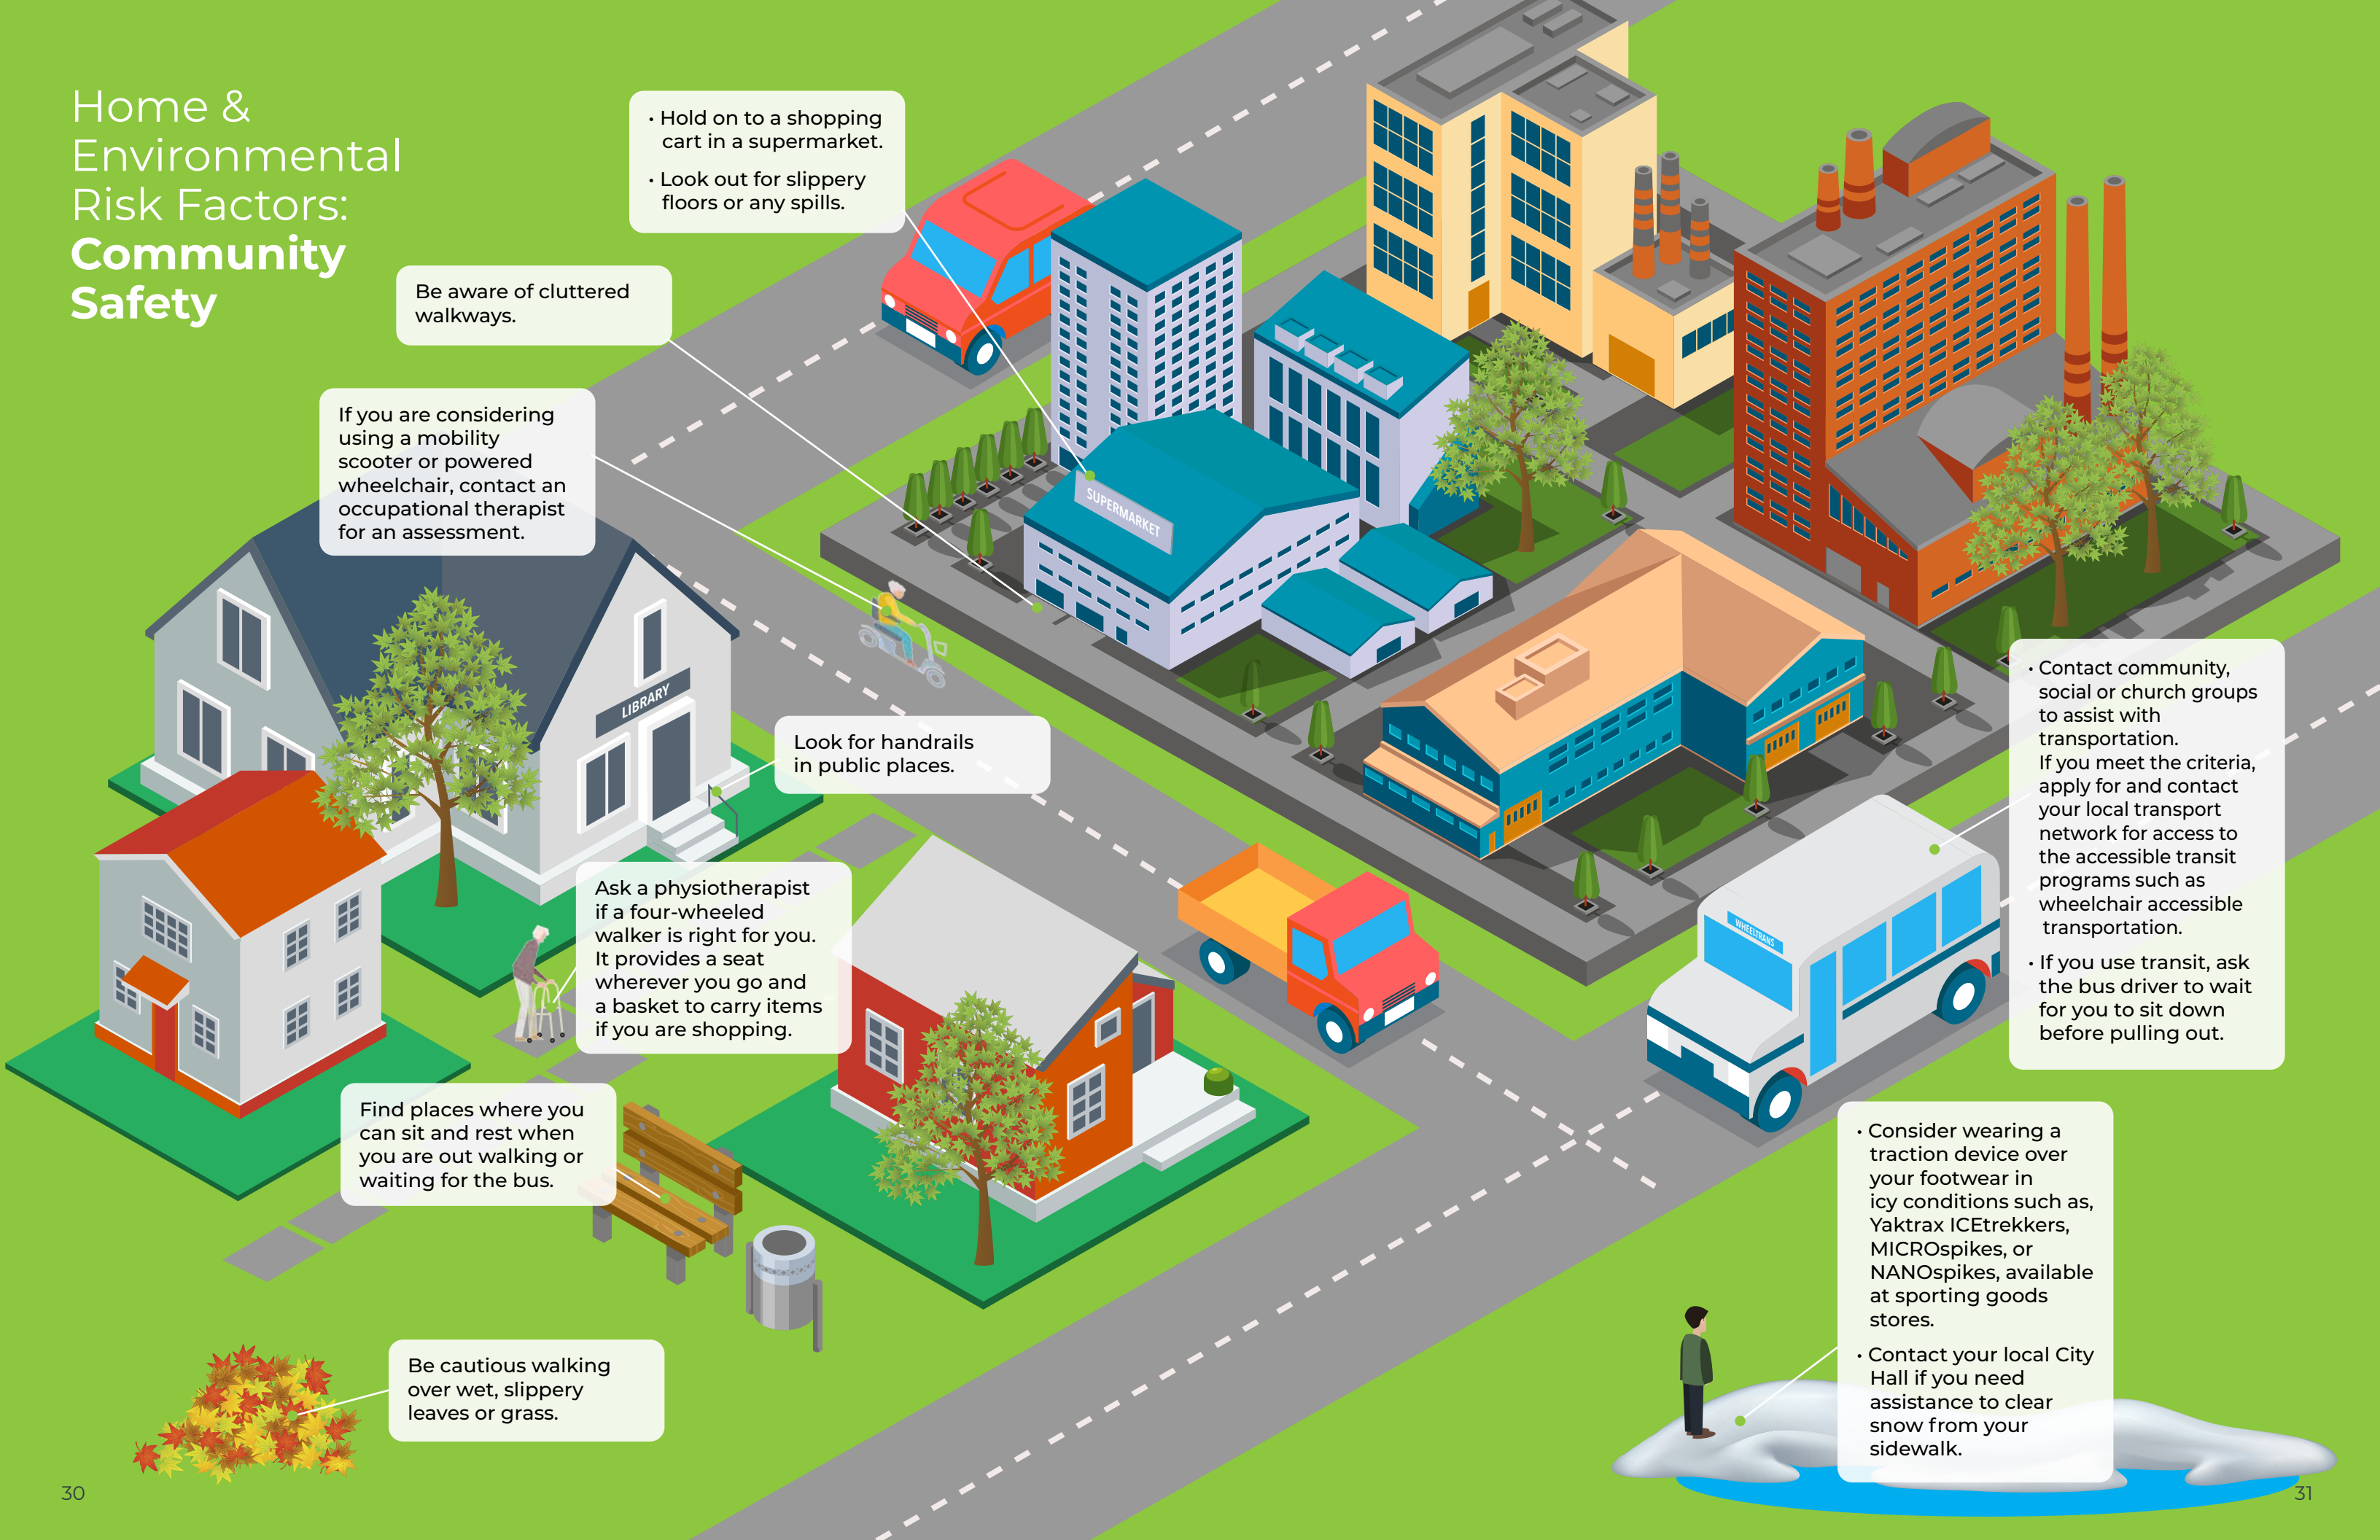 Home &
Environmental
Risk Factors:
Community
Safety
• Hold on to a shopping
cart in a supermarket.
• Look out for slippery
floors or any spills.
Be aware of cluttered
walkways.
If you are considering
using a mobility
scooter or powered
wheelchair, contact an
occupational therapist
for an assessment.
SUPERMARKET
LIBRARY
Look for handrails
in public places.
Ask a physiotherapist
if a four-wheeled
walker is right for you.
It provides a seat
wherever you go and
a basket to carry items
if you are shopping.
Find places where you
can sit and rest when
you are out walking or
waiting for the bus.
Be cautious walking
over wet, slippery
leaves or grass.
• Contact community,
social or church groups
to assist with
transportation.
If you meet the criteria,
apply for and contact
your local transport
network for access to
the accessible transit
programs such as
wheelchair accessible
transportation.
• If you use transit, ask
the bus driver to wait
for you to sit down
before pulling out.
WHEELTRANS
• Consider wearing a
traction device over
your footwear in
icy conditions such as,
Yaktrax ICEtrekkers,
MICROspikes, or
NANOspikes, available
at sporting goods
stores.
• Contact your local City
Hall if you need
assistance to clear
snow from your
sidewalk.
30
31